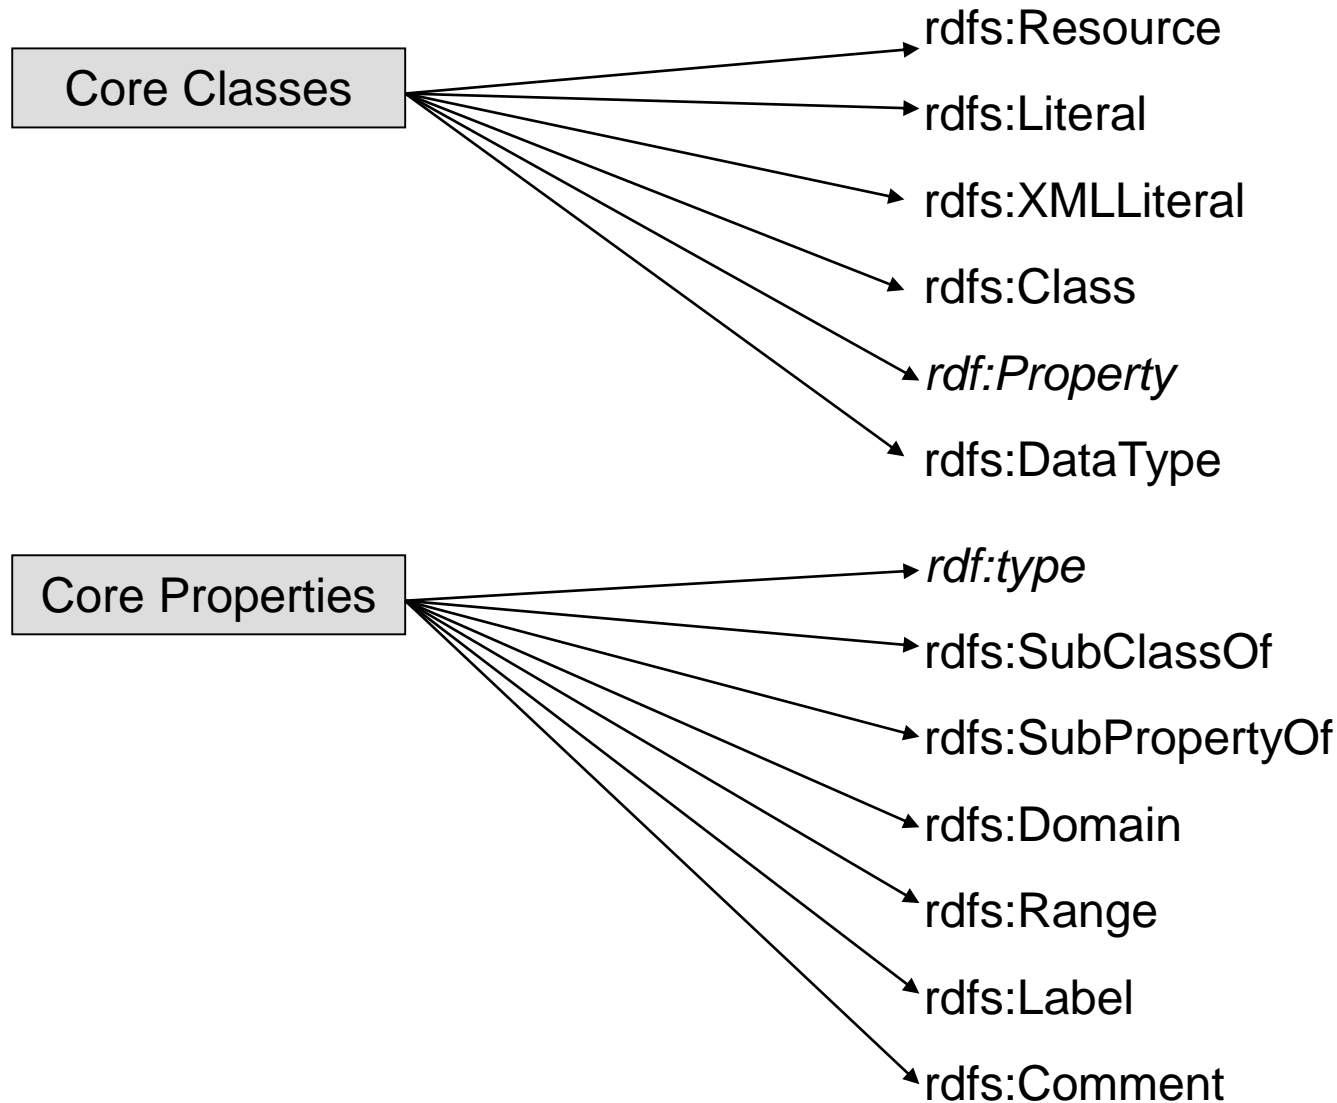 Core Classes
rdfs:Resource
rdfs:Literal
rdfs:XMLLiteral
rdfs:Class
rdf:Property
rdfs:DataType
Core Properties
rdf:type
rdfs:SubClassOf
rdfs:SubPropertyOf
rdfs:Domain
rdfs:Range
rdfs:Label
rdfs:Comment